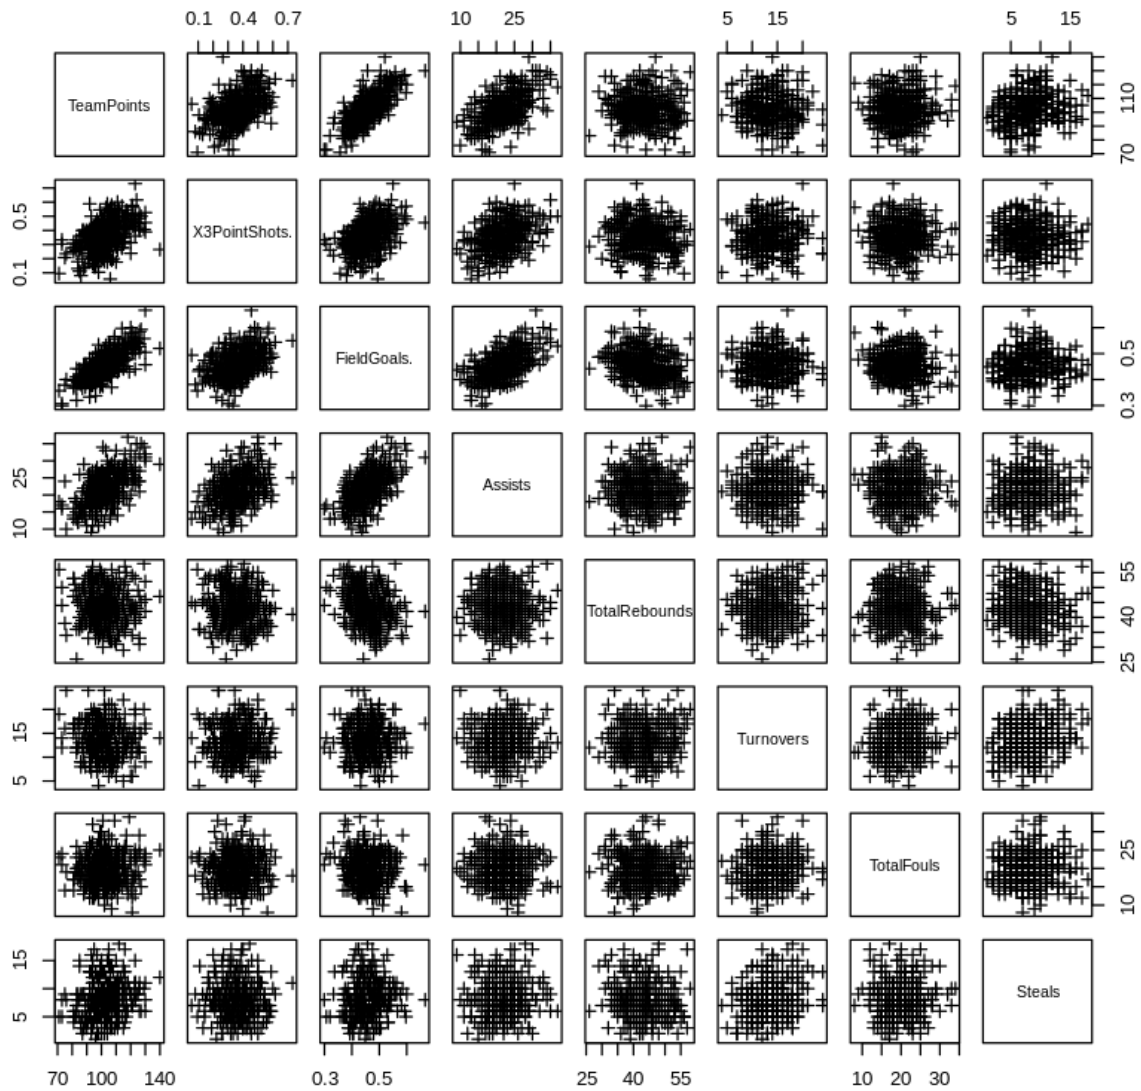 0.1 0.4 0.7 10 25 5 15 5 15
TeamPoints 70 110
0.1 0.5 X3PointShots.
FieldGoals. 0.3 0.5
10 25 Assists
TotalRebounds 25 40 55
5 15 Turnovers
TotalFouls 10 25
5 15 Steals
70 100 140 0.3 0.5 25 40 55 10 20 30